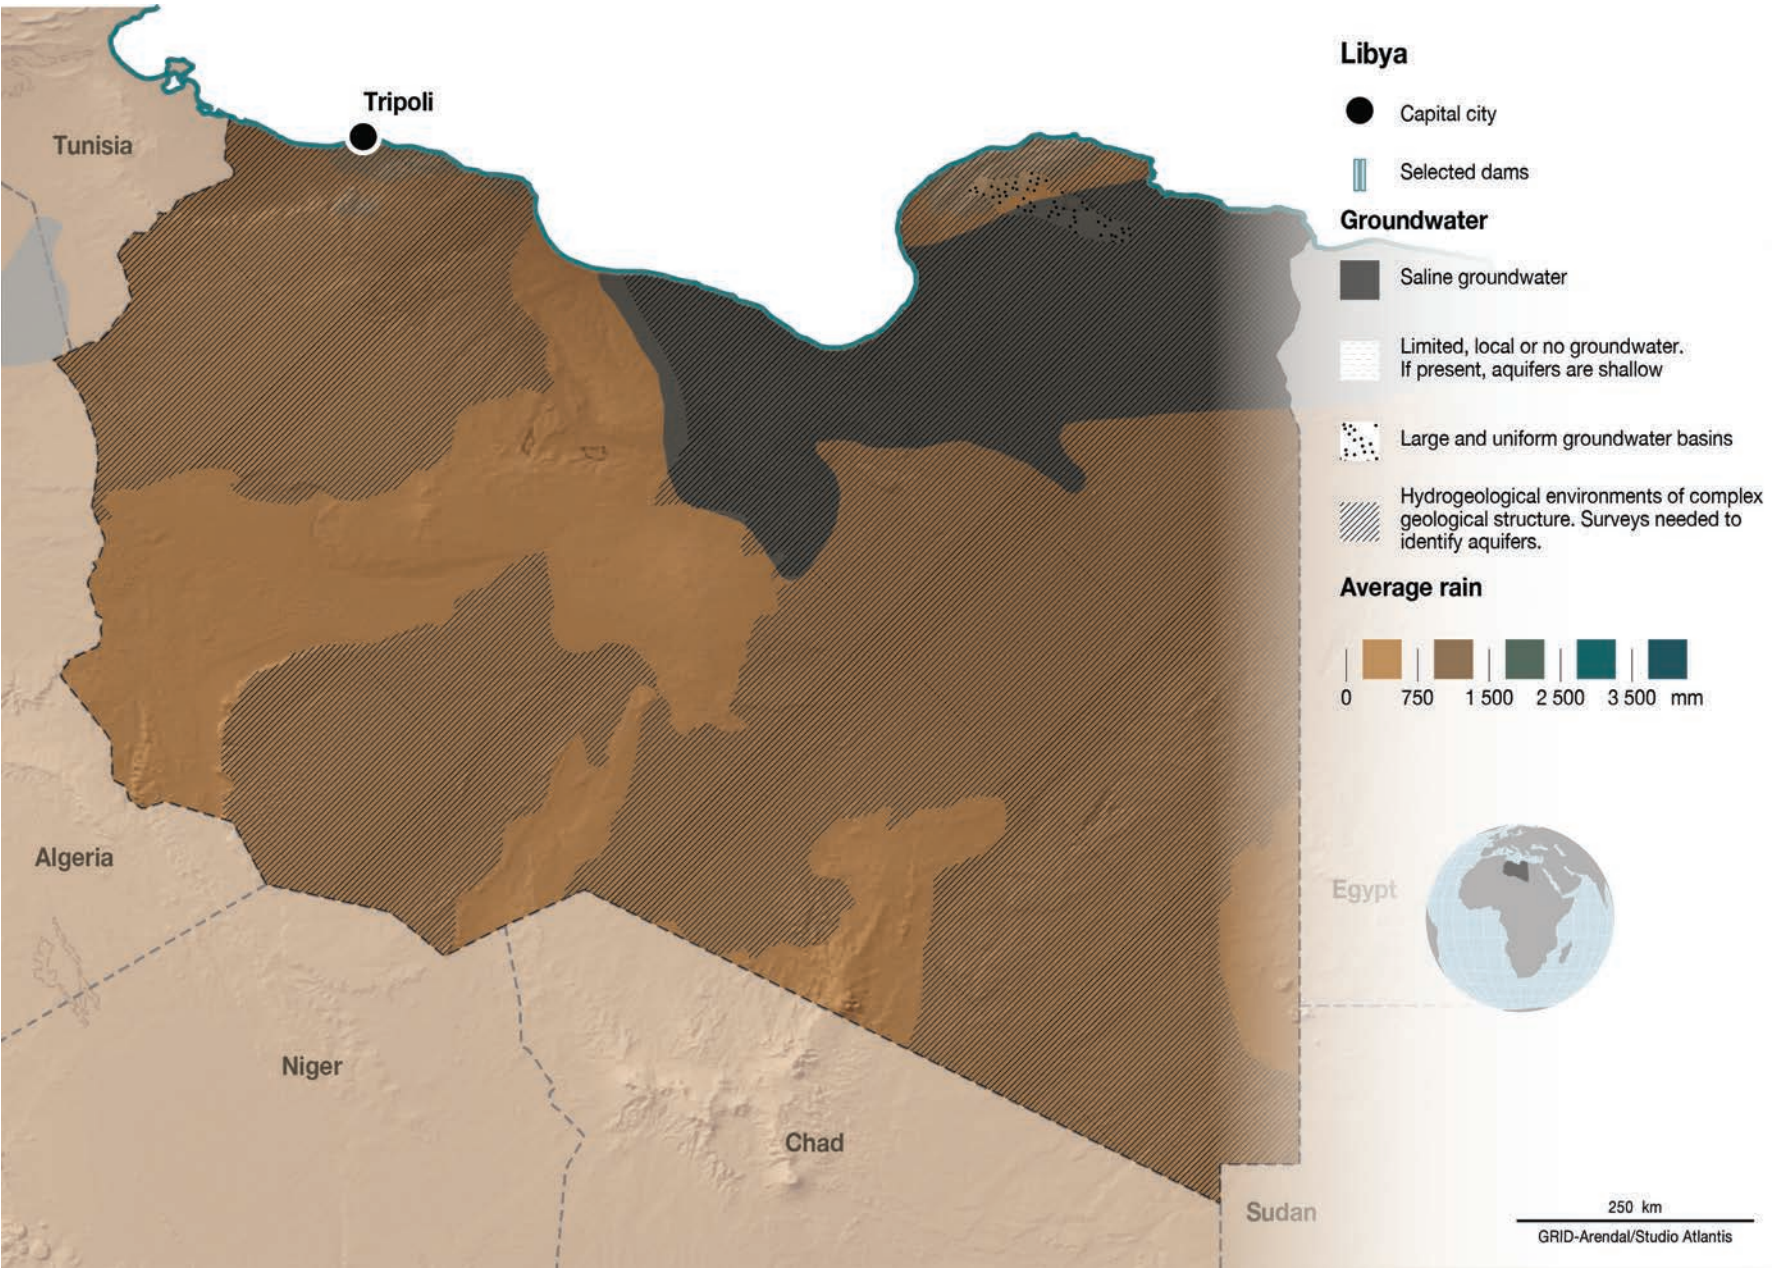 Tripoli
Tunisia
Algeria
Niger
Chad
Egypt
Sudan
Libya
Capital city
Selected dams
Groundwater
Saline groundwater
Limited, local or no groundwater.
If present, aquifers are shallow
Large and uniform groundwater basins
Hydrogeological environments of complex
geological structure. Surveys needed to
identify aquifers.
Average rain
0 750 1 500 2 500 3 500 mm
250 km
GRID-Arendal/Studio Atlantis